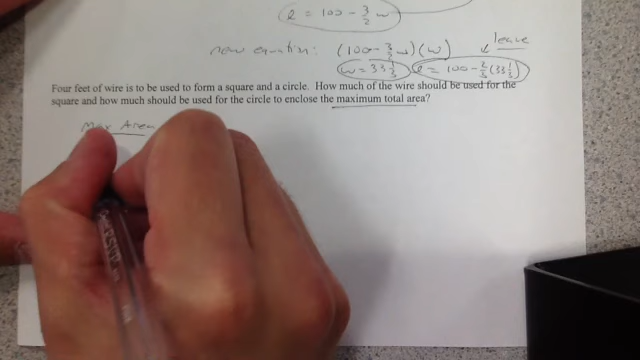 l = 100 - 3/2 w
new equation: (100 - 3/2 w)(w) leave
w = 33 1/3 l = 100 - 2/3 (33 1/3)
Four feet of wire is to be used to form a square and a circle. How much of the wire should be used for the
square and how much should be used for the circle to enclose the maximum total area?
Max Area